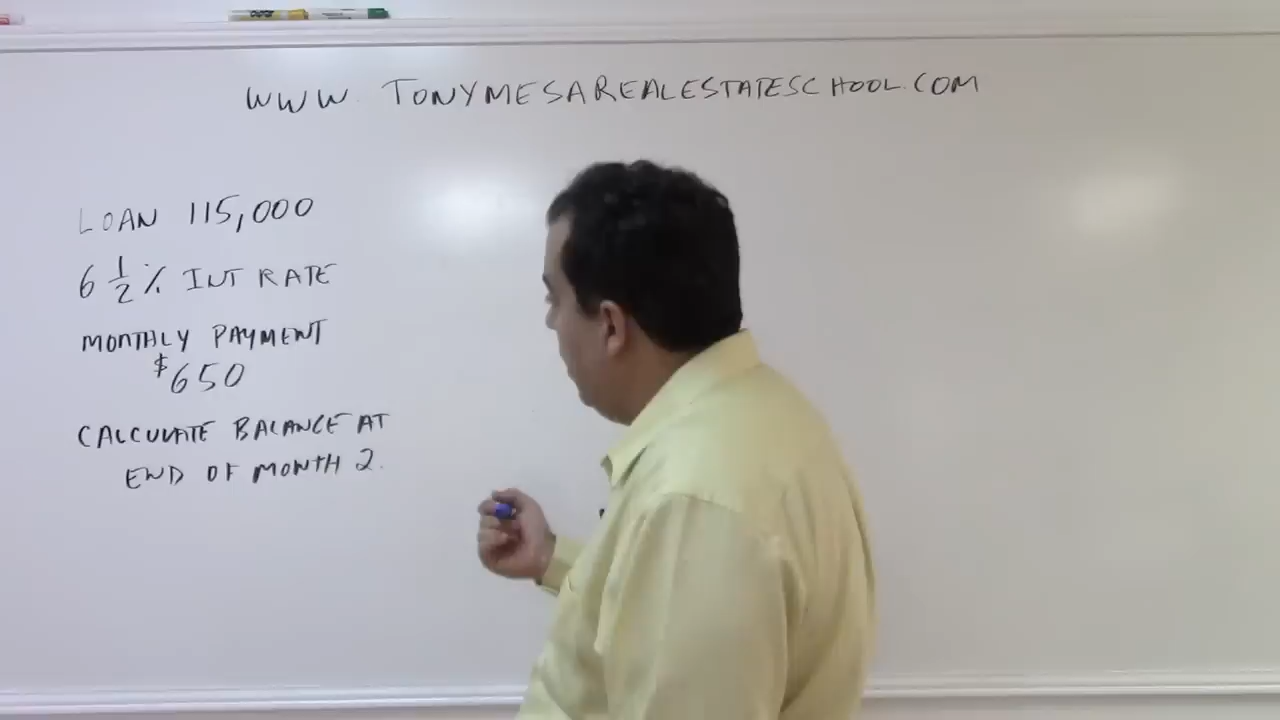 WWW. TONYMESAREALESTATESCHOOL.COM
LOAN 115,000
6 1/2 % INT RATE
MONTHLY PAYMENT
$650
CALCULATE BALANCE AT
END OF MONTH 2.